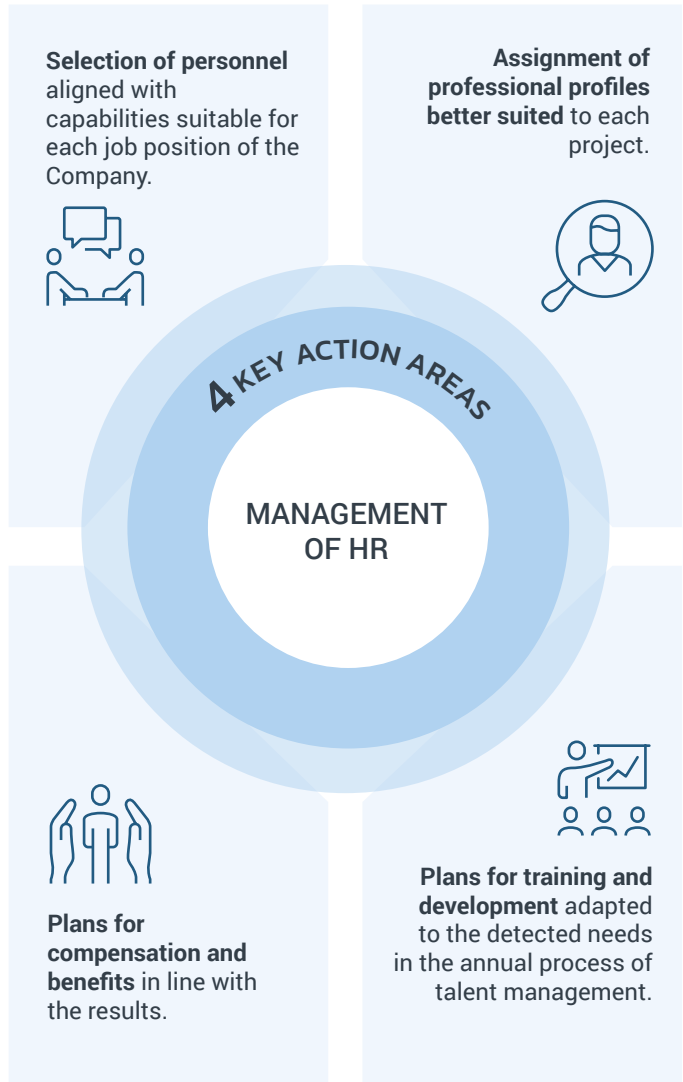 Selection of personnel
aligned with
capabilities suitable for
each job position of the
Company.
Assignment of
professional profiles
better suited to each
project.
4 KEY ACTION AREAS
MANAGEMENT
OF HR
Plans for
compensation and
benefits in line with
the results.
Plans for training and
development adapted
to the detected needs
in the annual process of
talent management.